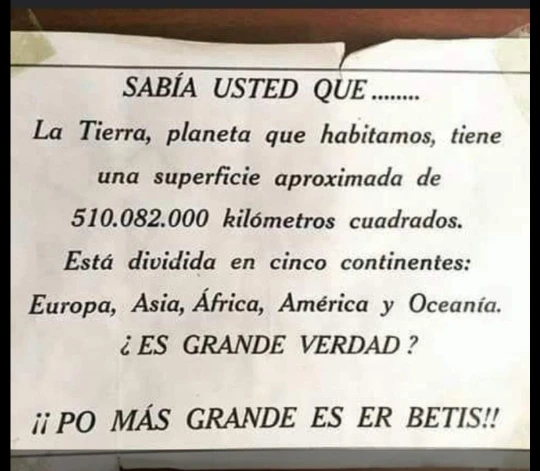 SABÍA USTED QUE........
La Tierra, planeta que habitamos, tiene
una superficie aproximada de
510.082.000 kilómetros cuadrados.
Está dividida en cinco continentes:
Europa, Asia, África, América y Oceanía.
¿ ES GRANDE VERDAD ?
¡¡ PO MÁS GRANDE ES ER BETIS!!